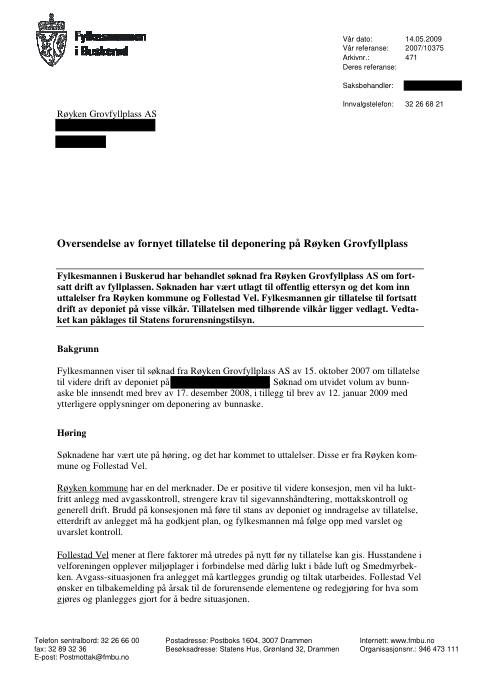 Fylkesmannen
i Buskerud
Vår dato: 14.05.2009
Vår referanse: 2007/10375
Arkivnr.: 471
Deres referanse:
Saksbehandler:
Innvalgstelefon: 32 26 68 21
Røyken Grovfyllplass AS
Oversendelse av fornyet tillatelse til deponering på Røyken Grovfyllplass
Fylkesmannen i Buskerud har behandlet søknad fra Røyken Grovfyllplass AS om fort-
satt drift av fyllplassen. Søknaden har vært utlagt til offentlig ettersyn og det kom inn
uttalelser fra Røyken kommune og Follestad Vel. Fylkesmannen gir tillatelse til fortsatt
drift av deponiet på visse vilkår. Tillatelsen med tilhørende vilkår ligger vedlagt. Vedta-
ket kan påklages til Statens forurensningstilsyn.
Bakgrunn
Fylkesmannen viser til søknad fra Røyken Grovfyllplass AS av 15. oktober 2007 om tillatelse
til videre drift av deponiet på Søknad om utvidet volum av bunn-
aske ble innsendt med brev av 17. desember 2008, i tillegg til brev av 12. januar 2009 med
ytterligere opplysninger om deponering av bunnaske.
Høring
Søknadene har vært ute på høring, og det har kommet to uttalelser. Disse er fra Røyken kom-
mune og Follestad Vel.
Røyken kommune har en del merknader. De er positive til videre konsesjon, men vil ha lukt-
fritt anlegg med avgasskontroll, strengere krav til sigevannshåndtering, mottakskontroll og
generell drift. Brudd på konsesjonen må føre til stans av deponiet og inndragelse av tillatelse,
etterdrift av anlegget må ha godkjent plan, og fylkesmannen må følge opp med varslet og
uvarslet kontroll.
Follestad Vel mener at flere faktorer må utredes på nytt før ny tillatelse kan gis. Husstandene i
velforeningen opplever miljøplager i forbindelse med dårlig lukt i både luft og Smedmyrbek-
ken. Avgass-situasjonen fra anlegget må kartlegges grundig og tiltak utarbeides. Follestad Vel
ønsker en tilbakemelding på årsak til de forurensende elementene og redegjøring for hva som
gjøres og planlegges gjort for å bedre situasjonen.
Telefon sentralbord: 32 26 66 00 Postadresse: Postboks 1604, 3007 Drammen Internett: www.fmbu.no
fax: 32 89 32 36 Besøksadresse: Statens Hus, Grønland 32, Drammen Organisasjonsnr.: 946 473 111
E-post: Postmottak@fmbu.no